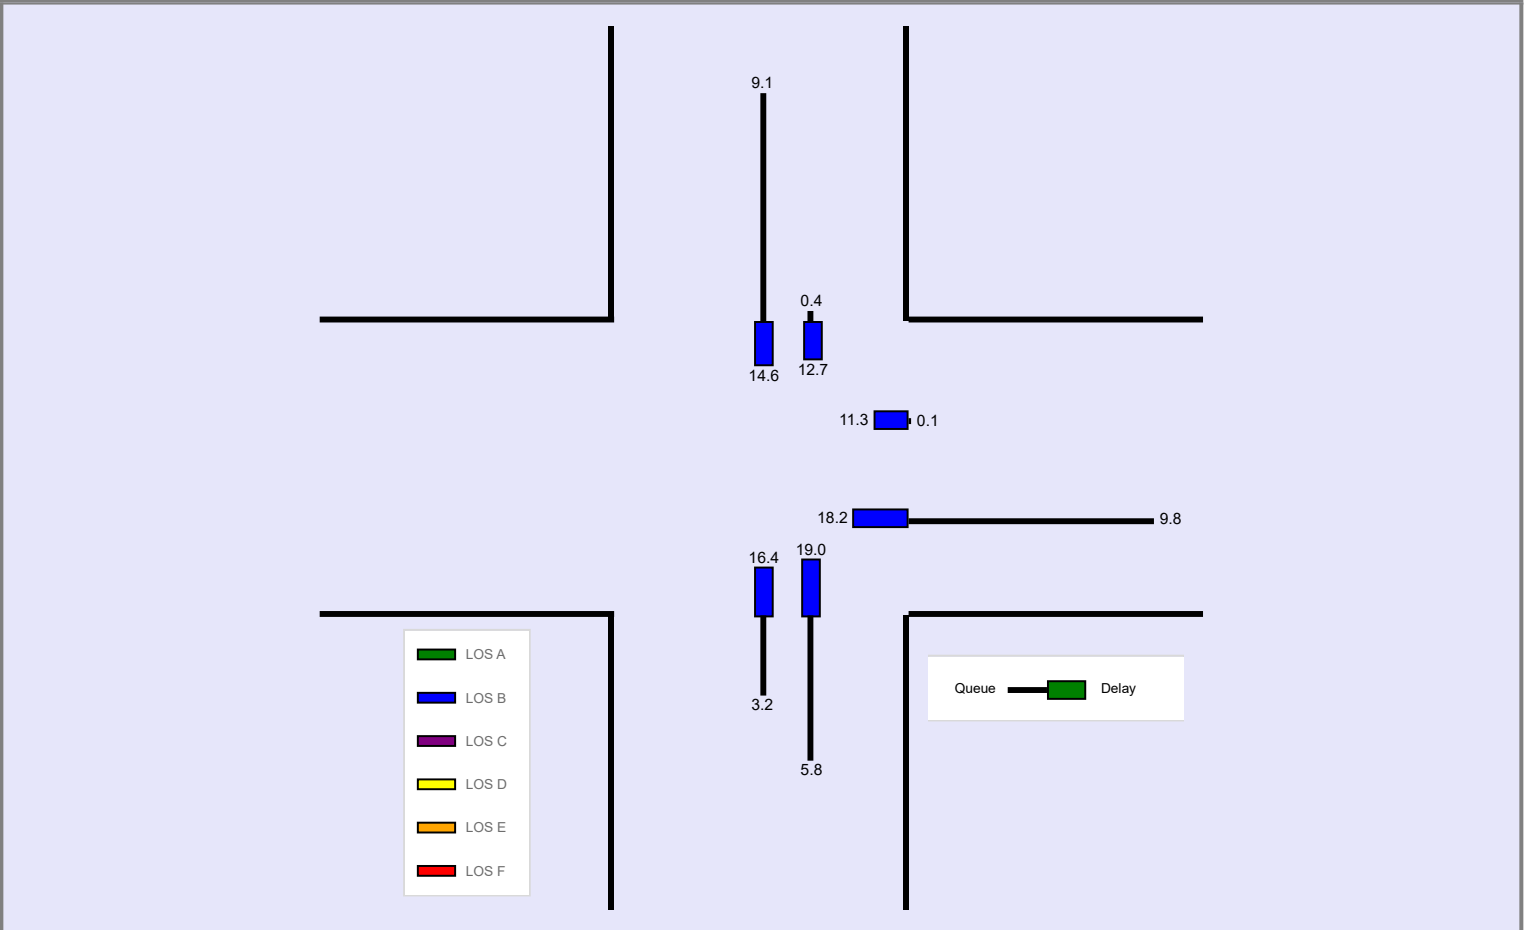 9.1
0.4
14.6
12.7
11.3
0.1
18.2
9.8
16.4
19.0
3.2
5.8
LOS A
LOS B
LOS C
LOS D
LOS E
LOS F
Queue Delay